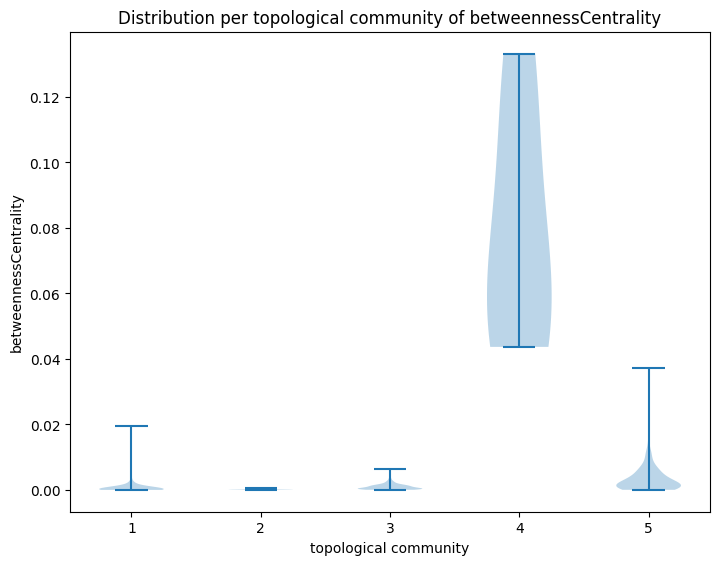 Distribution per topological community of betweennessCentrality
betweennessCentrality
0.12
0.10
0.08
0.06
0.04
0.02
0.00
1 2 3 4 5
topological community